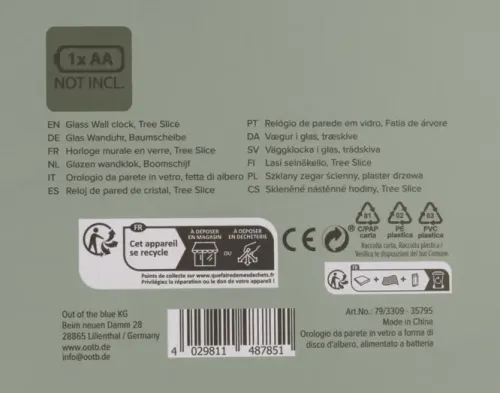 1x AA
NOT INCL.
EN Glass Wall clock, Tree Slice
DE Glas Wanduhr, Baumscheibe
FR Horloge murale en verre, Tree Slice
NL Glazen wandklok, Boomschijf
IT Orologio da parete in vetro, fetta di albero
ES Reloj de pared de cristal, Tree Slice
PT Relógio de parede em vidro, Fatia de árvore
DA Vægur i glas, træskive
SV Väggklocka i glas, trädskiva
FI Lasi seinäkello, Tree Slice
PL Szklany zegar ścienny, plaster drzewa
CS Skleněné nástěnné hodiny, Tree Slice
FR
Cet appareil
se recycle
À DÉPOSER
EN MAGASIN
OU
À DÉPOSER
EN DÉCHÈTERIE
Points de collecte sur www.quefairedemesdechets.fr
Privilégiez la réparation ou le don de votre appareil !
CE
81
C/PAP
carta
02
PE
plastica
03
PVC
plastica
Raccolta carta, Raccolta plastica /
Verifica le disposizioni del tuo Comune.
FR
Out of the blue KG
Beim neuen Damm 28
28865 Lilienthal / Germany
www.ootb.de
info@ootb.de
4 029811 487851
Art.No.: 79/3309 · 35795
Made in China
Orologio da parete in vetro a forma di
disco d'albero, alimentato a batteria